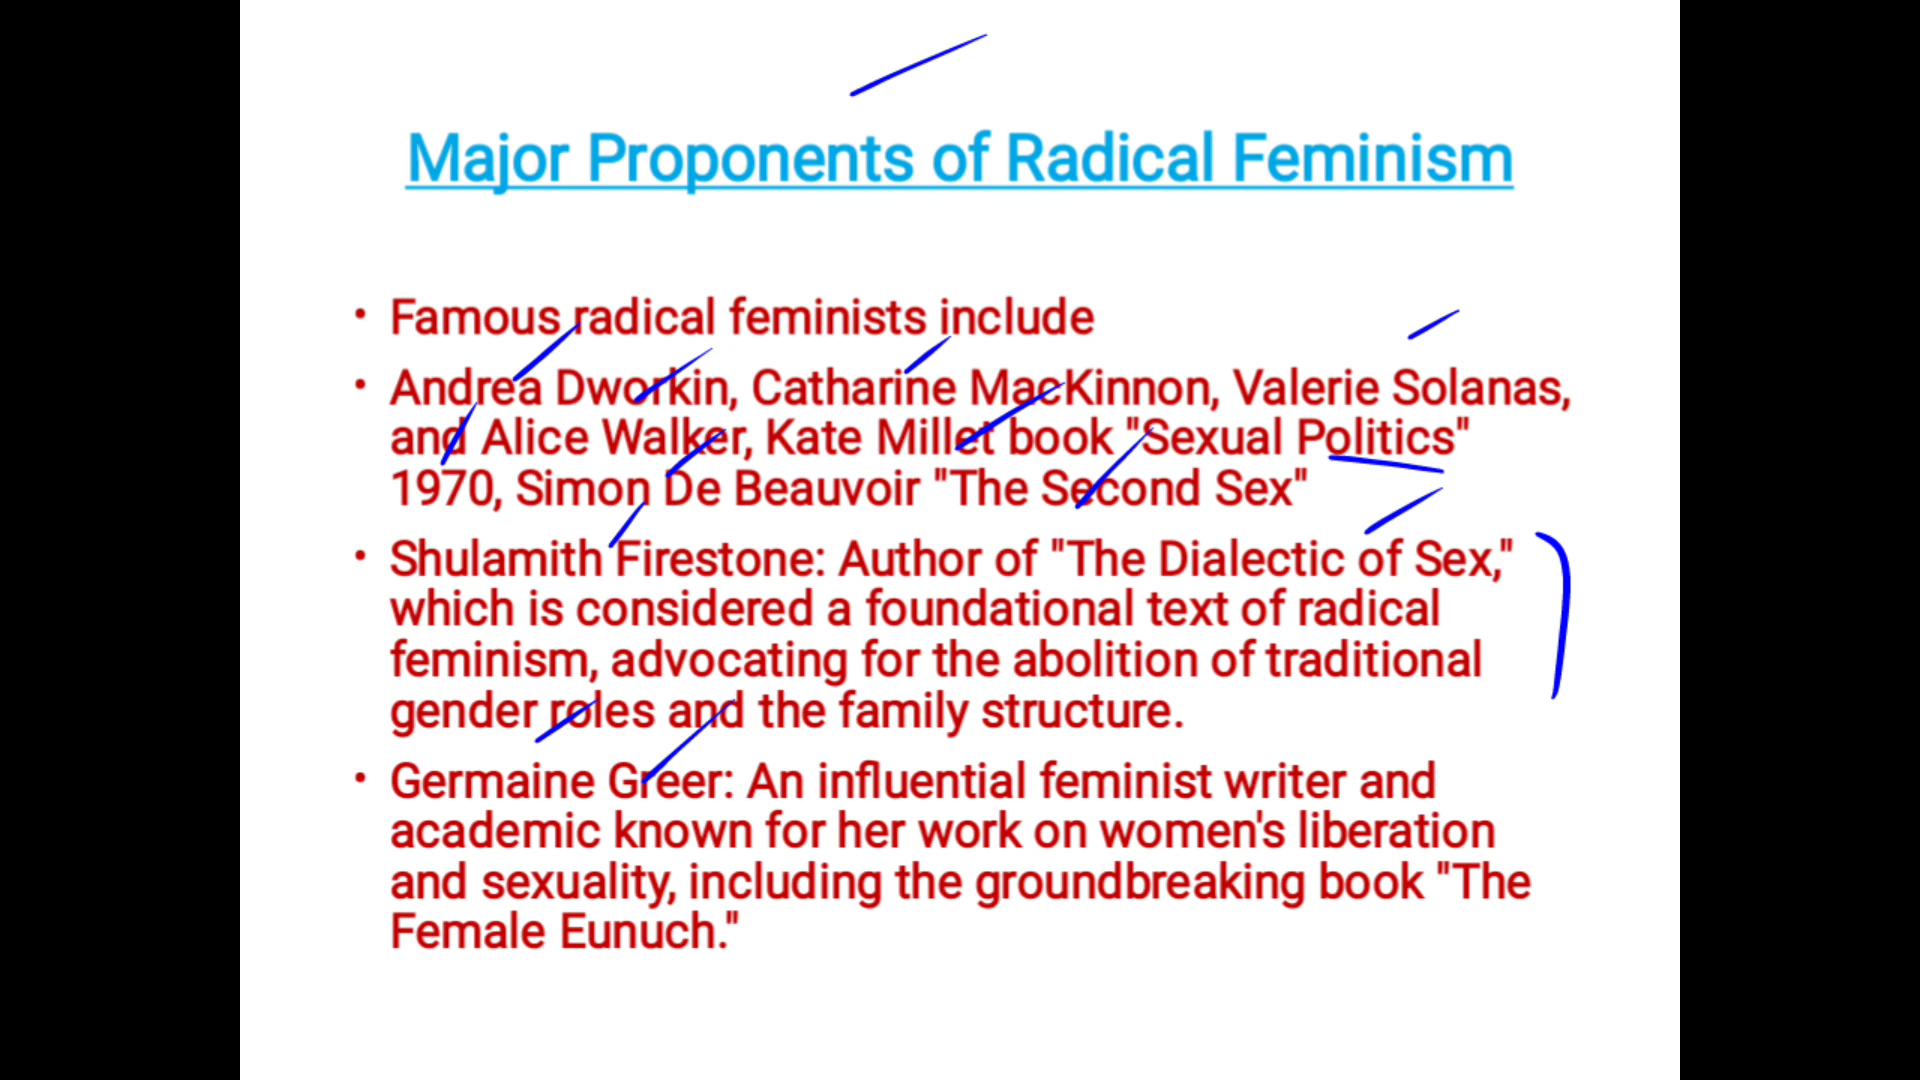 Major Proponents of Radical Feminism
• Famous radical feminists include
• Andrea Dworkin, Catharine MacKinnon, Valerie Solanas,
and Alice Walker, Kate Millet book "Sexual Politics"
1970, Simon De Beauvoir "The Second Sex"
• Shulamith Firestone: Author of "The Dialectic of Sex,"
which is considered a foundational text of radical
feminism, advocating for the abolition of traditional
gender roles and the family structure.
• Germaine Greer: An influential feminist writer and
academic known for her work on women's liberation
and sexuality, including the groundbreaking book "The
Female Eunuch."